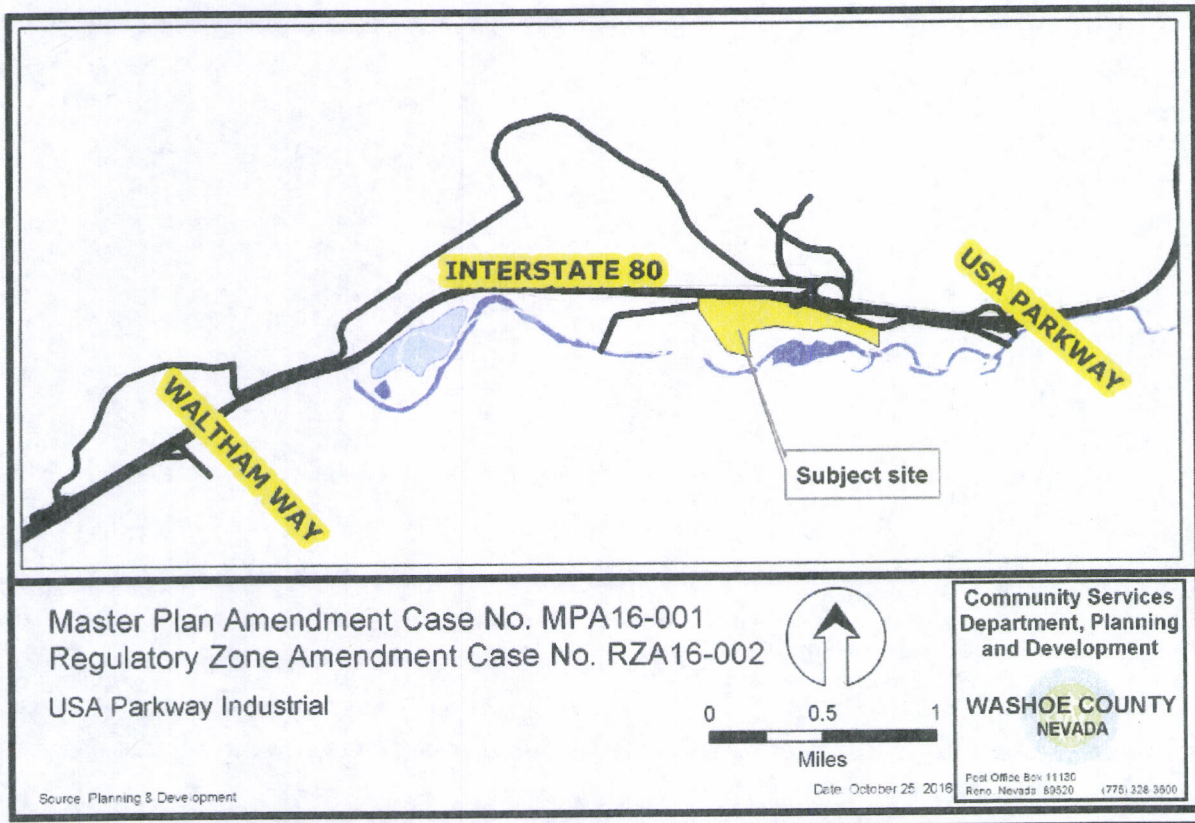 INTERSTATE 80
USA PARKWAY
WALTHAM WAY
Subject site
Master Plan Amendment Case No. MPA16-001
Regulatory Zone Amendment Case No. RZA16-002
USA Parkway Industrial
0 0.5 1
Miles
Source: Planning & Development
Date: October 25, 2016
Community Services
Department, Planning
and Development
WASHOE COUNTY
NEVADA
Post Office Box 11130
Reno, Nevada 89520 (775) 328-3600